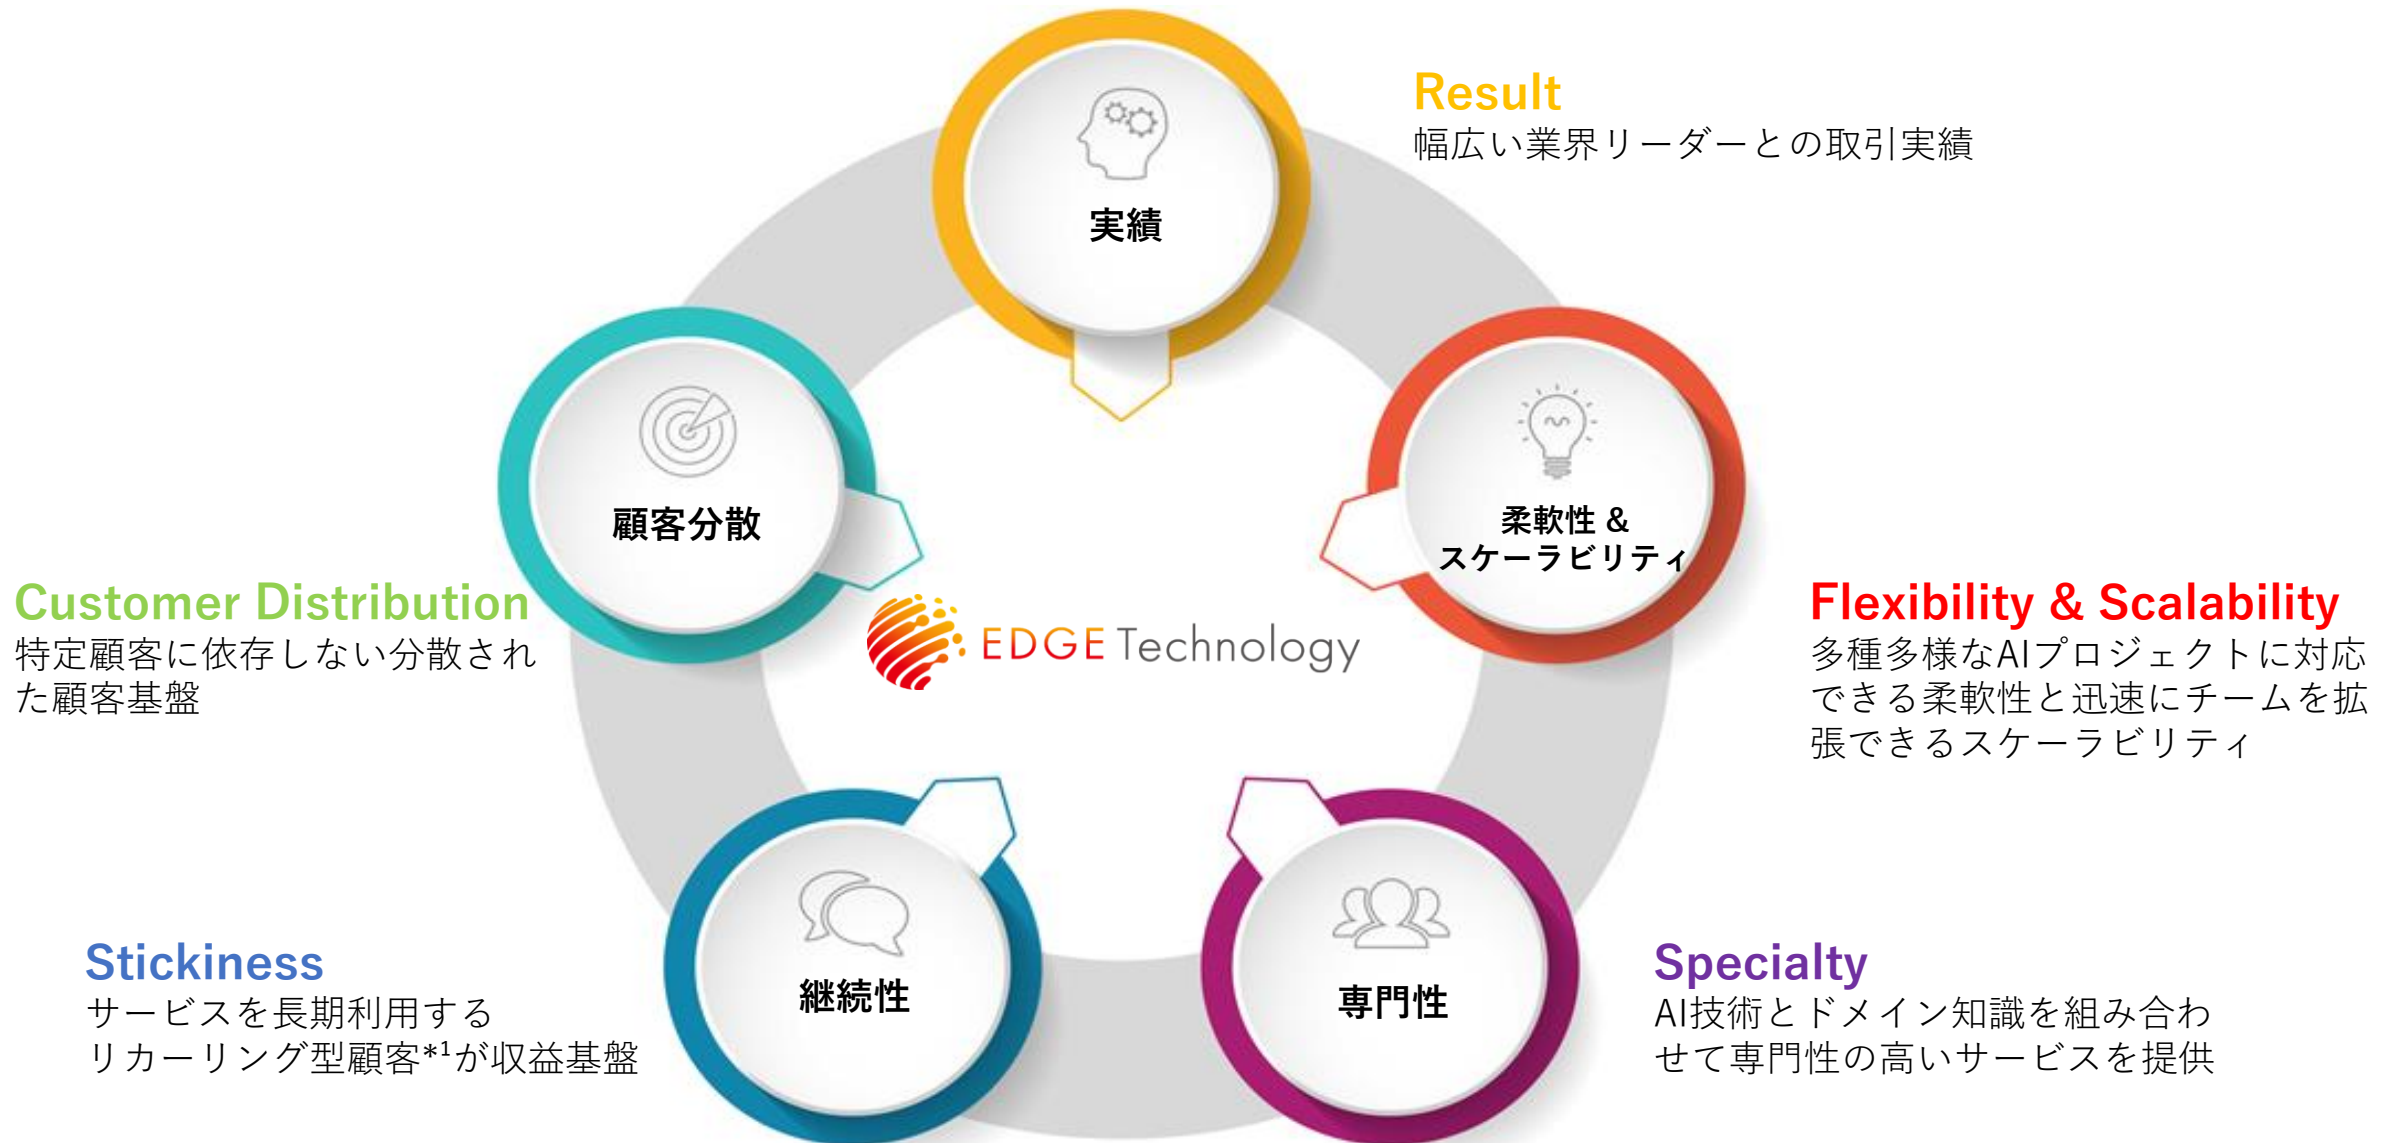 Result
幅広い業界リーダーとの取引実績
実績
顧客分散
柔軟性 &
スケーラビリティ
Customer Distribution
特定顧客に依存しない分散され
た顧客基盤
EDGE Technology
Flexibility & Scalability
多種多様なAIプロジェクトに対応
できる柔軟性と迅速にチームを拡
張できるスケーラビリティ
Stickiness
サービスを長期利用する
リカーリング型顧客*¹が収益基盤
継続性
専門性
Specialty
AI技術とドメイン知識を組み合わ
せて専門性の高いサービスを提供